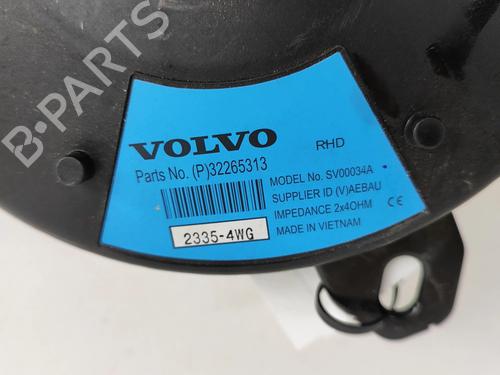 VOLVO
RHD
Parts No. (P)32265313
MODEL No. SV00034A
SUPPLIER ID (V)AEBAU
IMPEDANCE 2x4OHM
2335-4WG
MADE IN VIETNAM
CE
B-PARTS